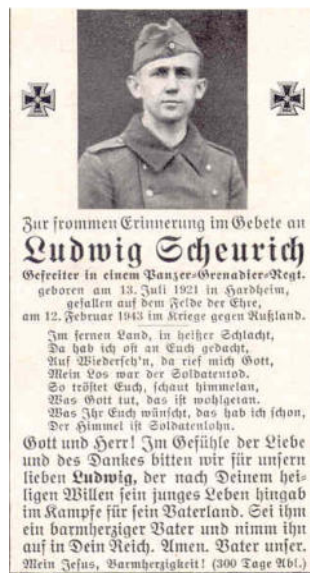 Zur frommen Erinnerung im Gebete an
Ludwig Scheurich
Gefreiter in einem Panzer-Grenadier-Regt.
geboren am 13. Juli 1921 in Hardheim,
gefallen auf dem Felde der Ehre,
am 12. Februar 1943 im Kriege gegen Rußland.
Im fernen Land, in heißer Schlacht,
Da hab ich oft an Euch gedacht,
Auf Wiederseh'n, da rief mich Gott,
Mein Los war der Soldatentod.
So tröstet Euch, schaut himmelan,
Was Gott tut, das ist wohlgetan.
Was Ihr Euch wünscht, das hab ich schon,
Der Himmel ist Soldatenlohn.
Gott und Herr! Im Gefühle der Liebe
und des Dankes bitten wir für unsern
lieben Ludwig, der nach Deinem hei-
ligen Willen sein junges Leben hingab
im Kampfe für sein Vaterland. Sei ihm
ein barmherziger Vater und nimm ihn
auf in Dein Reich. Amen. Vater unser.
Mein Jesus, Barmherzigkeit! (300 Tage Abl.)